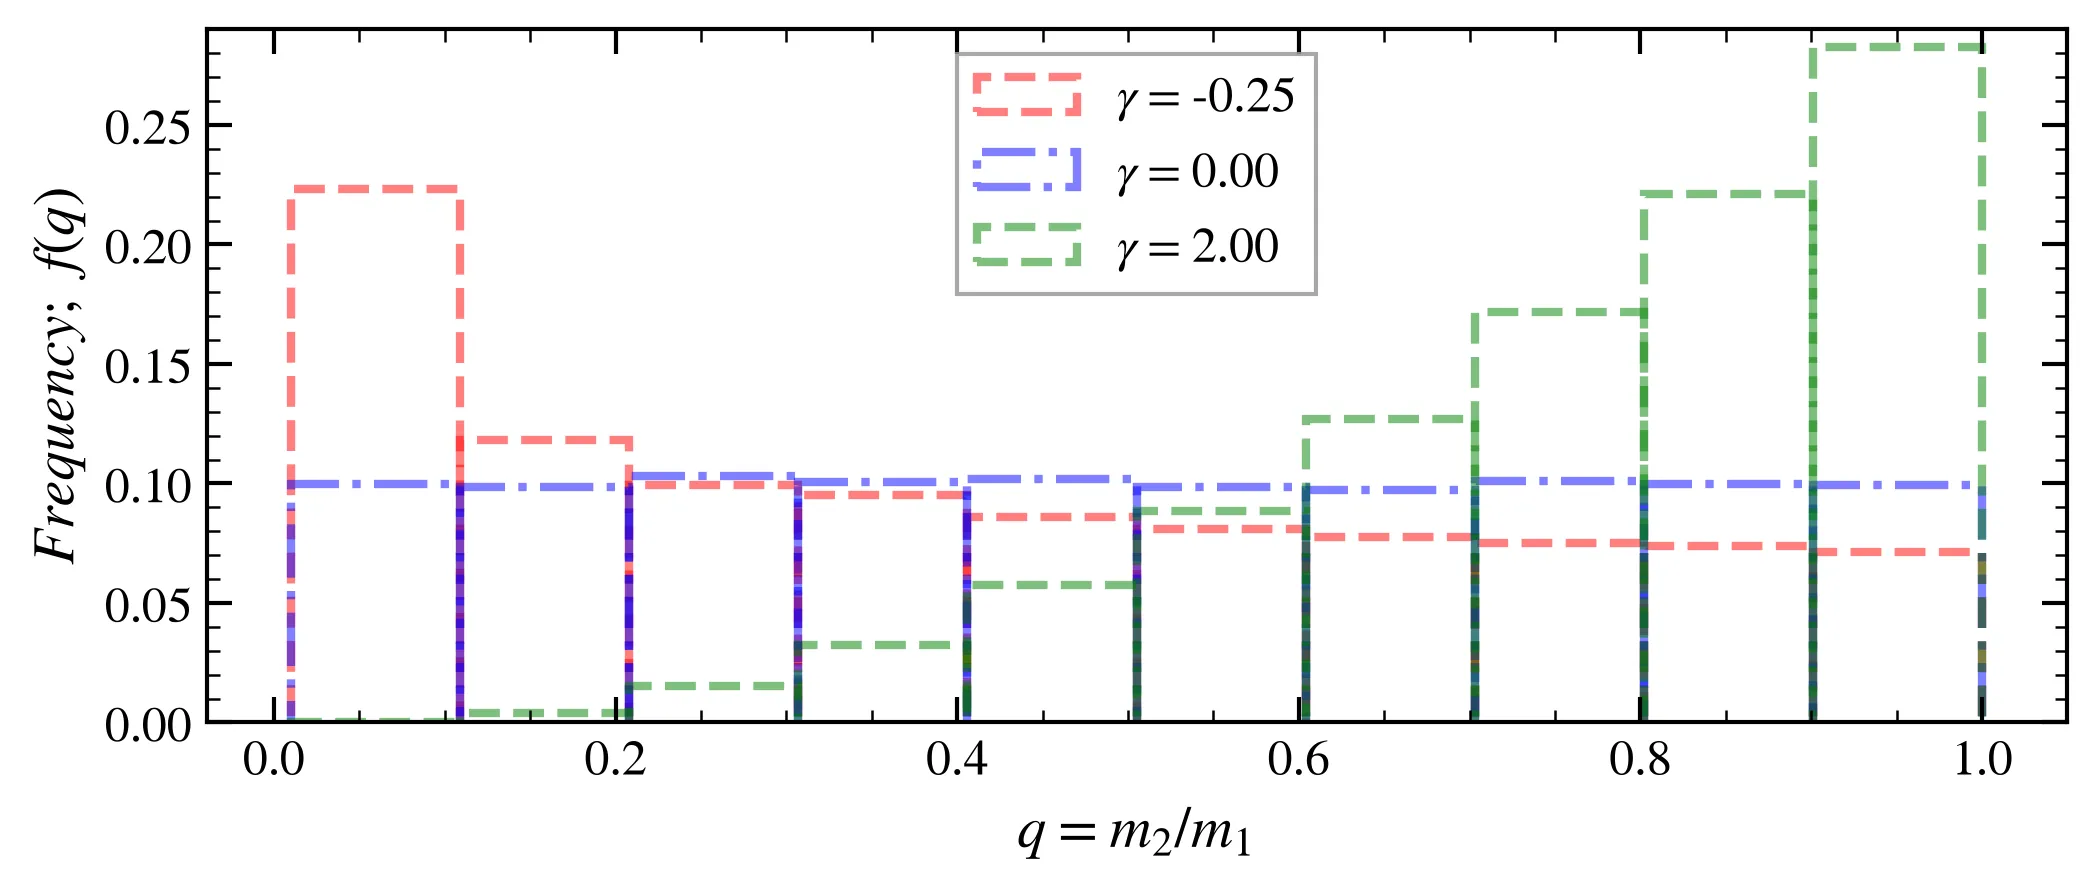 Frequency; f(q)
0.25
0.20
0.15
0.10
0.05
0.00
γ = -0.25
γ = 0.00
γ = 2.00
0.0 0.2 0.4 0.6 0.8 1.0
q = m₂/m₁